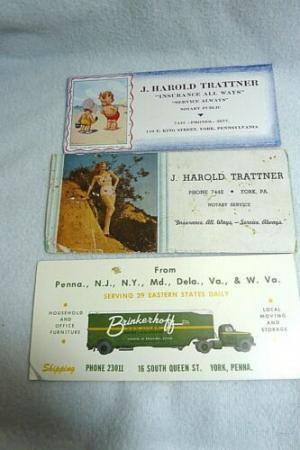 J. HAROLD TRATTNER
"INSURANCE ALL WAYS"
"SERVICE ALWAYS"
NOTARY PUBLIC
J. HAROLD TRATTNER
PHONE 7446 • YORK, PA.
NOTARY SERVICE
"Insurance All Ways — Service Always"
From
Penna., N.J., N.Y., Md., Dela., Va., & W. Va.
SERVING 29 EASTERN STATES DAILY
HOUSEHOLD
AND
OFFICE
FURNITURE
Brinkerhoff
LOCAL
MOVING
AND
STORAGE
Shipping
PHONE 23011
16 SOUTH QUEEN ST.
YORK, PENNA.